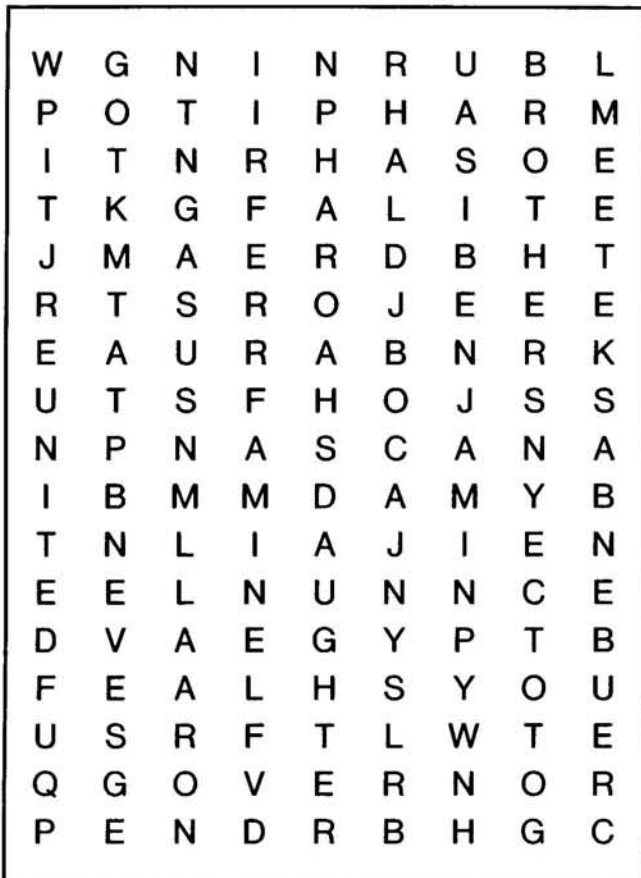 W G N I N R U B L
P O T I P H A R M
I T N R H A S O E
T K G F A L I T E
J M A E R D B H T
R T S R O J E E E
E A U R A B N R K
U T S F H O J S S
N P N A S C A N A
I B M M D A M Y B
T N L I A J I E N
E E L N U N N C E
D V A E G Y P T B
F E A L H S Y O U
U S R F T L W T E
Q G O V E R N O R
P E N D R B H G C